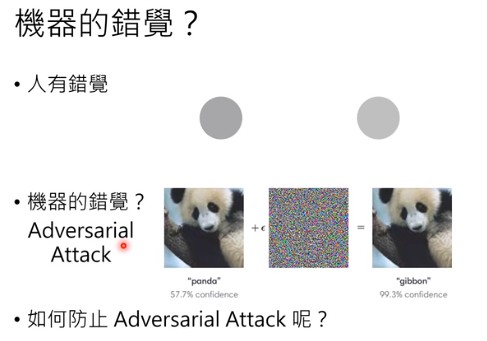 機器的錯覺？
• 人有錯覺
• 機器的錯覺？
Adversarial
Attack
+ ϵ
=
"panda"
57.7% confidence
"gibbon"
99.3% confidence
• 如何防止 Adversarial Attack 呢？